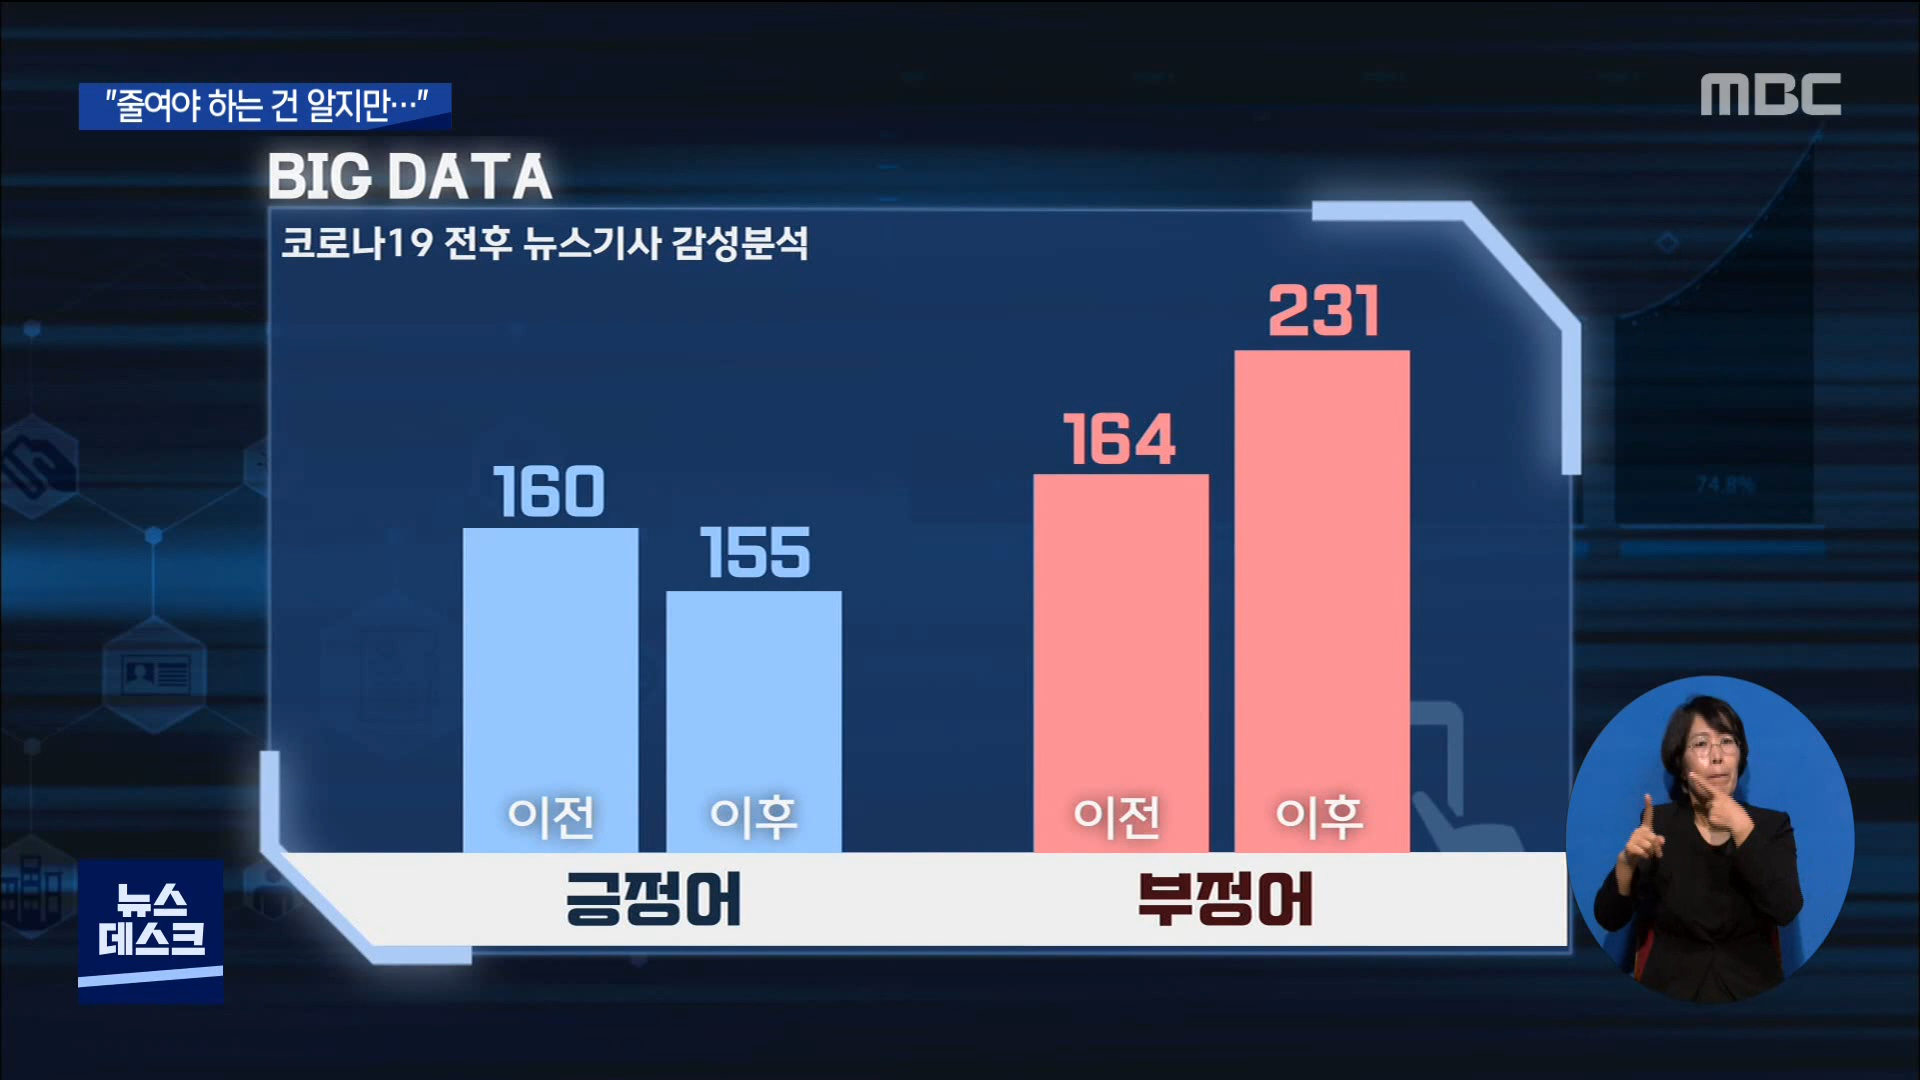 "줄여야 하는 건 알지만…"
MBC
BIG DATA
코로나19 전후 뉴스기사 감성분석
160
155
164
231
이전
이후
이전
이후
긍정어
부정어
74.8%
뉴스
데스크